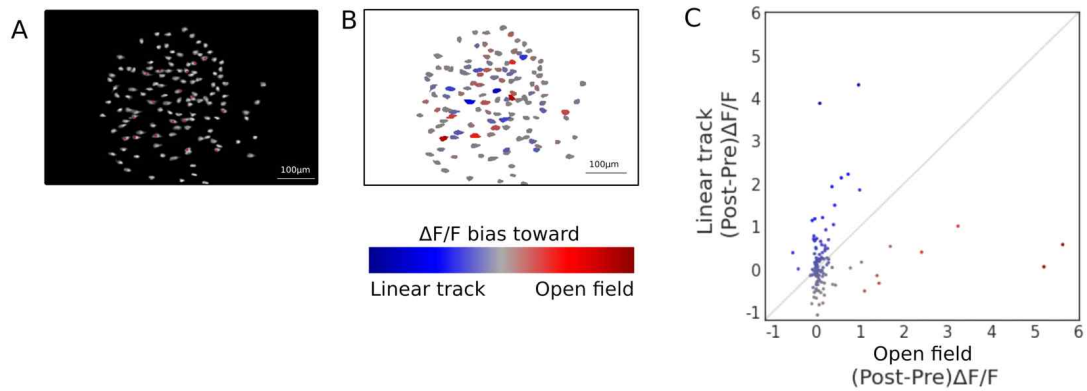 A
100μm
B
100μm
ΔF/F bias toward
Linear track Open field
C
Linear track
(Post-Pre)ΔF/F
6
5
4
3
2
1
0
-1
-1 0 1 2 3 4 5 6
Open field
(Post-Pre)ΔF/F